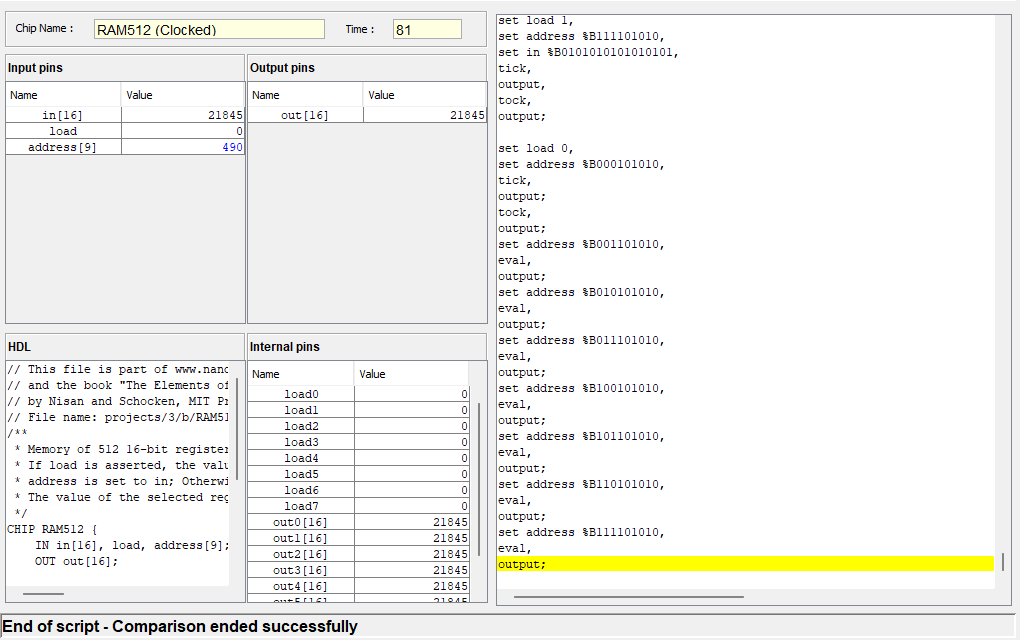 Chip Name : RAM512 (Clocked) Time : 81
Input pins
Name Value
in[16] 21845
load 0
address[9] 490
Output pins
Name Value
out[16] 21845
HDL
// This file is part of www.nand
// and the book "The Elements of
// by Nisan and Schocken, MIT Pr
// File name: projects/3/b/RAM51
/**
* Memory of 512 16-bit register
* If load is asserted, the valu
* address is set to in; Otherwi
* The value of the selected reg
*/
CHIP RAM512 {
IN in[16], load, address[9];
OUT out[16];
Internal pins
Name Value
load0 0
load1 0
load2 0
load3 0
load4 0
load5 0
load6 0
load7 0
out0[16] 21845
out1[16] 21845
out2[16] 21845
out3[16] 21845
out4[16] 21845
out5[16] 21845
set load 1,
set address %B111101010,
set in %B0101010101010101,
tick,
output,
tock,
output;
set load 0,
set address %B000101010,
tick,
output;
tock,
output;
set address %B001101010,
eval,
output;
set address %B010101010,
eval,
output;
set address %B011101010,
eval,
output;
set address %B100101010,
eval,
output;
set address %B101101010,
eval,
output;
set address %B110101010,
eval,
output;
set address %B111101010,
eval,
output;
End of script - Comparison ended successfully